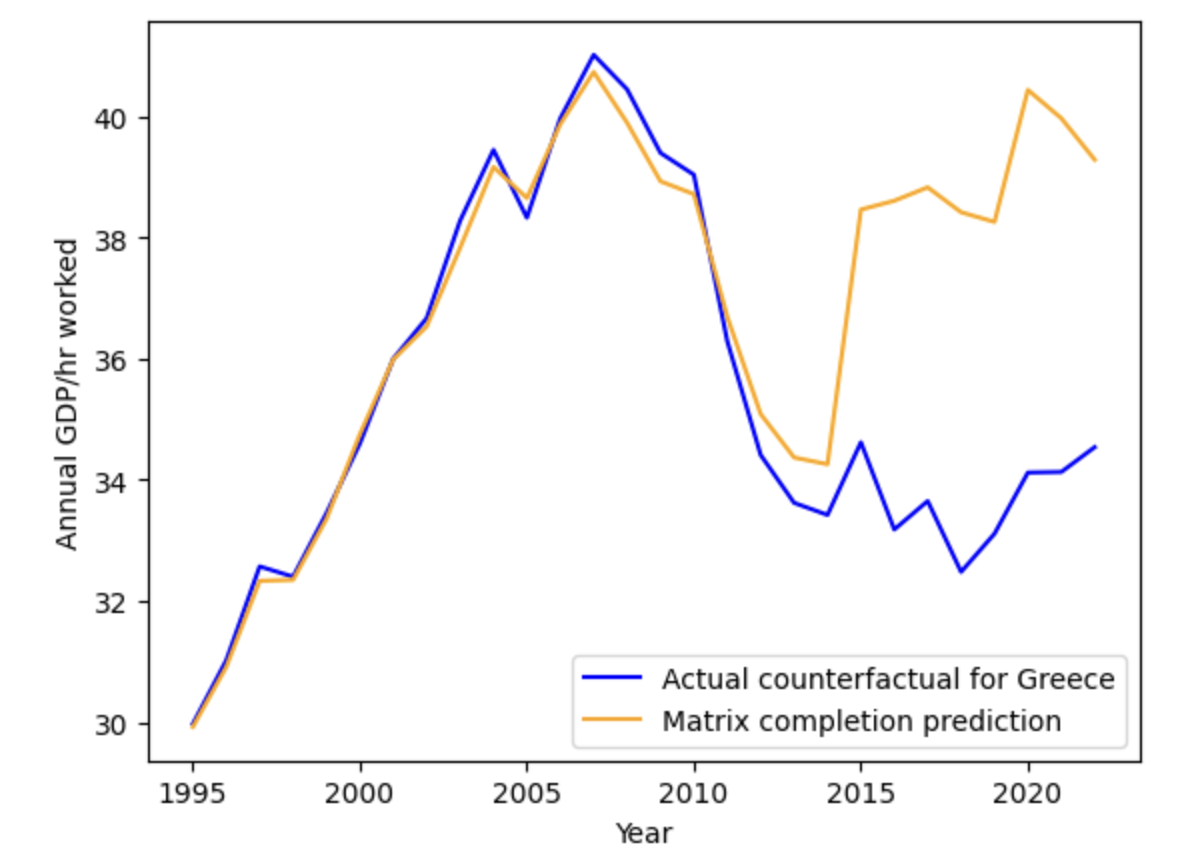 40
38
36
34
32
30
Annual GDP/hr worked
Actual counterfactual for Greece
Matrix completion prediction
1995 2000 2005 2010 2015 2020
Year